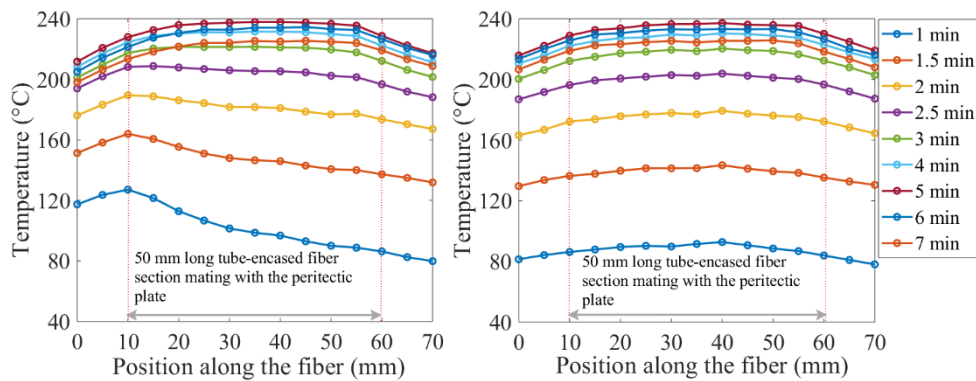 240
200
160
120
80
40
Temperature (°C)
50 mm long tube-encased fiber
section mating with the peritectic
plate
0 10 20 30 40 50 60 70
Position along the fiber (mm)
240
200
160
120
80
40
Temperature (°C)
50 mm long tube-encased fiber
section mating with the peritectic
plate
0 10 20 30 40 50 60 70
Position along the fiber (mm)
1 min
1.5 min
2 min
2.5 min
3 min
4 min
5 min
6 min
7 min